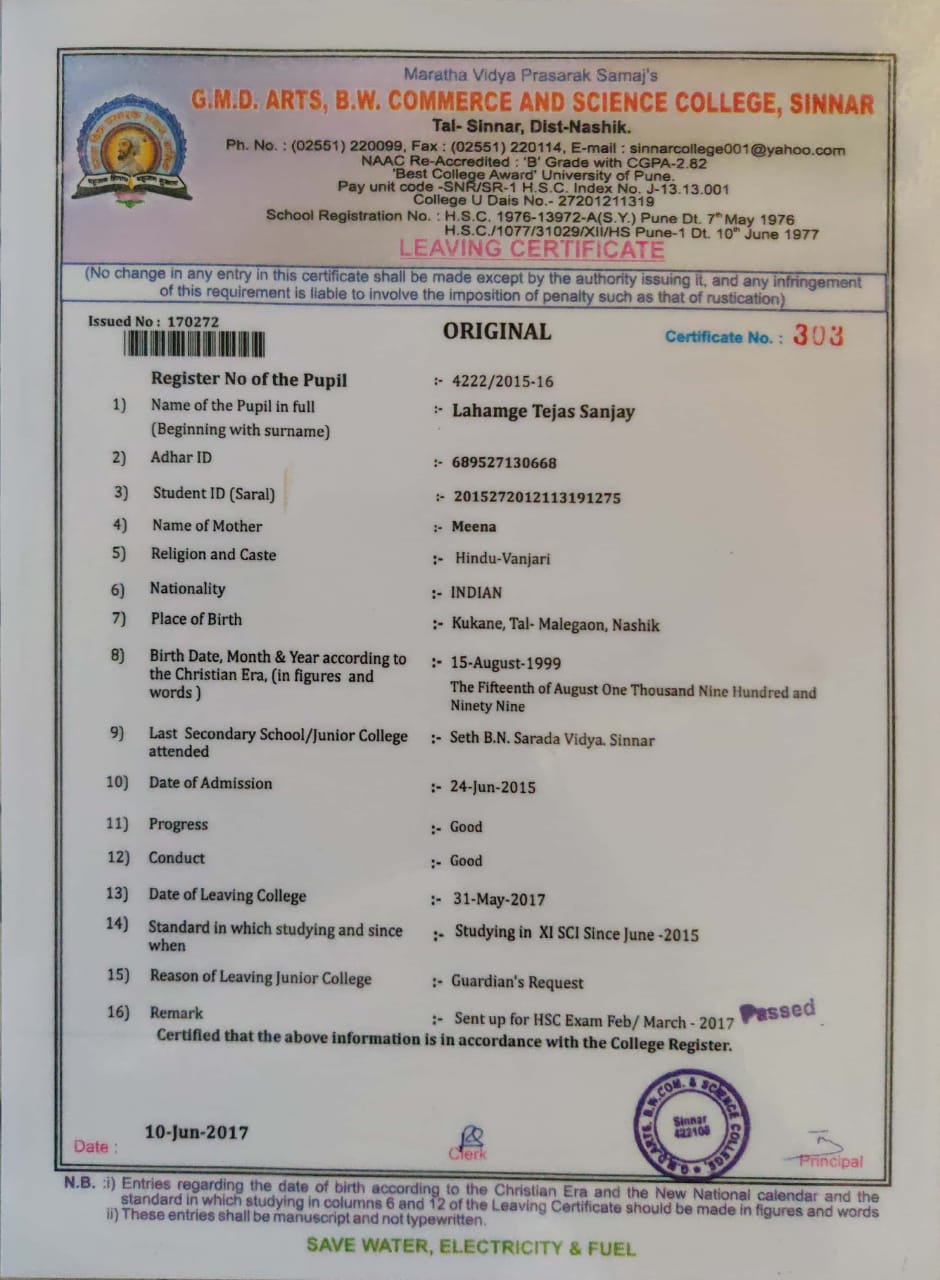 Maratha Vidya Prasarak Samaj's
G.M.D. ARTS, B.W. COMMERCE AND SCIENCE COLLEGE, SINNAR
Tal- Sinnar, Dist-Nashik.
Ph. No. : (02551) 220099, Fax : (02551) 220114, E-mail : sinnarcollege001@yahoo.com
NAAC Re-Accredited : 'B' Grade with CGPA-2.82
'Best College Award' University of Pune.
Pay unit code -SNR/SR-1 H.S.C. Index No. J-13.13.001
College U Dais No.- 27201211319
School Registration No. : H.S.C. 1976-13972-A(S.Y.) Pune Dt. 7th May 1976
H.S.C./1077/31029/XII/HS Pune-1 Dt. 10th June 1977
LEAVING CERTIFICATE
(No change in any entry in this certificate shall be made except by the authority issuing it, and any infringement
of this requirement is liable to involve the imposition of penalty such as that of rustication)
Issued No : 170272
ORIGINAL
Certificate No. : 303
Register No of the Pupil :- 4222/2015-16
1) Name of the Pupil in full :- Lahamge Tejas Sanjay
(Beginning with surname)
2) Adhar ID :- 689527130668
3) Student ID (Saral) :- 2015272012113191275
4) Name of Mother :- Meena
5) Religion and Caste :- Hindu-Vanjari
6) Nationality :- INDIAN
7) Place of Birth :- Kukane, Tal- Malegaon, Nashik
8) Birth Date, Month & Year according to :- 15-August-1999
the Christian Era, (in figures and
words )
The Fifteenth of August One Thousand Nine Hundred and
Ninety Nine
9) Last Secondary School/Junior College :- Seth B.N. Sarada Vidya. Sinnar
attended
10) Date of Admission :- 24-Jun-2015
11) Progress :- Good
12) Conduct :- Good
13) Date of Leaving College :- 31-May-2017
14) Standard in which studying and since :- Studying in XI SCI Since June -2015
when
15) Reason of Leaving Junior College :- Guardian's Request
16) Remark :- Sent up for HSC Exam Feb/ March - 2017 Passed
Certified that the above information is in accordance with the College Register.
Date : 10-Jun-2017
Clerk
G.M.D. ARTS, B.W.COM. & SCIENCE COLLEGE,
Sinnar
422103
Principal
N.B. :i) Entries regarding the date of birth according to the Christian Era and the New National calendar and the
standard in which studying in columns 6 and 12 of the Leaving Certificate should be made in figures and words
ii) These entries shall be manuscript and not typewritten.
SAVE WATER, ELECTRICITY & FUEL